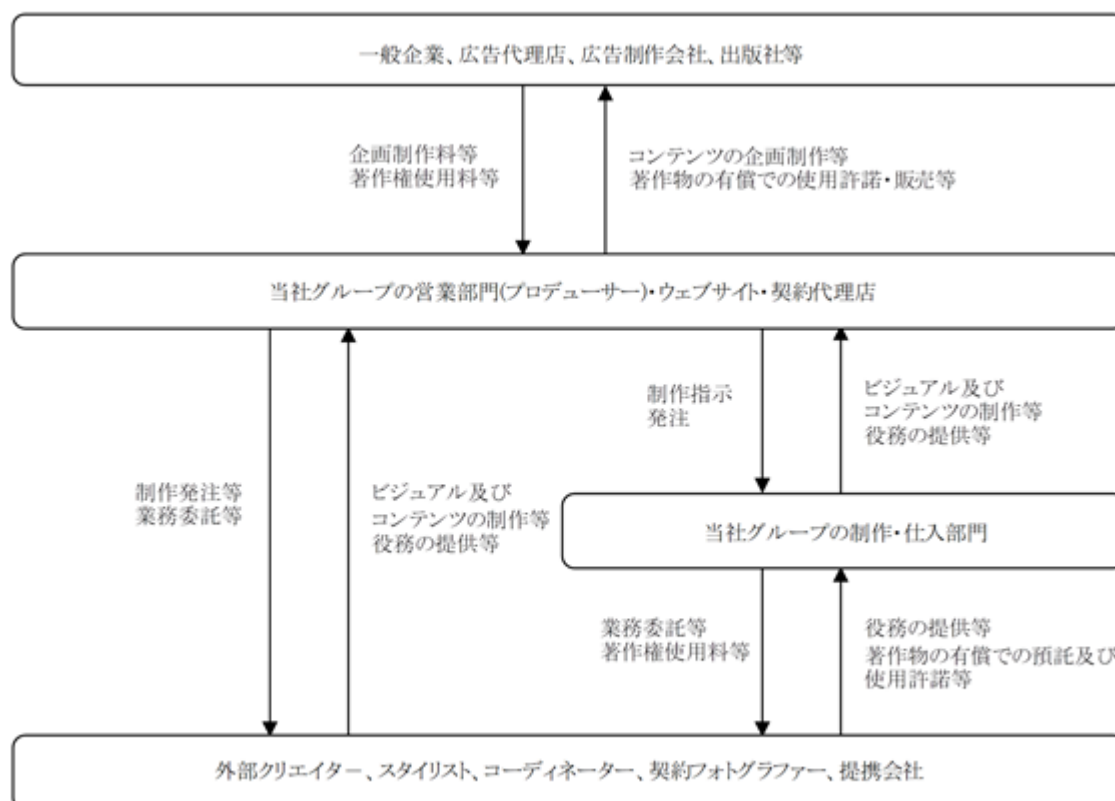 一般企業、広告代理店、広告制作会社、出版社等
企画制作料等
著作権使用料等
コンテンツの企画制作等
著作物の有償での使用許諾・販売等
当社グループの営業部門(プロデューサー)・ウェブサイト・契約代理店
制作発注等
業務委託等
ビジュアル及び
コンテンツの制作等
役務の提供等
制作指示
発注
ビジュアル及び
コンテンツの制作等
役務の提供等
当社グループの制作・仕入部門
業務委託等
著作権使用料等
役務の提供等
著作物の有償での預託及び
使用許諾等
外部クリエイター、スタイリスト、コーディネーター、契約フォトグラファー、提携会社